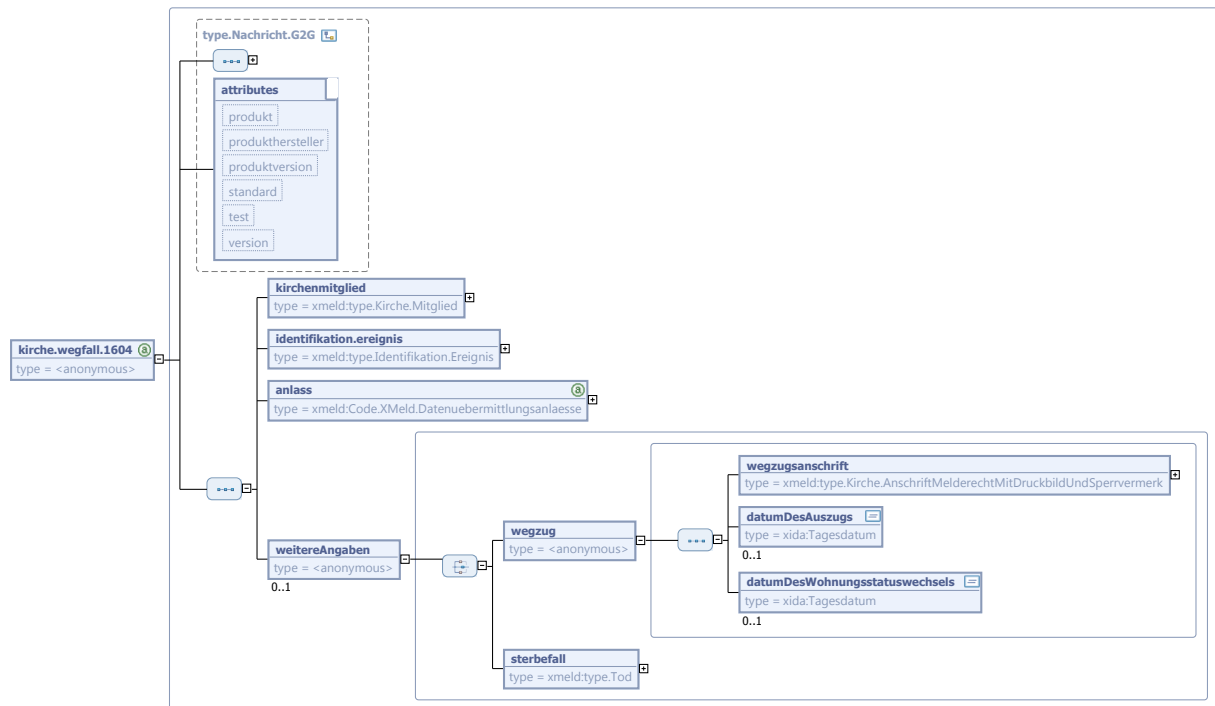 type.Nachricht.G2G
attributes
produkt
produkthersteller
produktversion
standard
test
version
kirchenmitglied
type = xmeld:type.Kirche.Mitglied
identifikation.ereignis
type = xmeld:type.Identifikation.Ereignis
kirche.wegfall.1604 a
type = <anonymous>
anlass a
type = xmeld:Code.XMeld.Datenuebermittlungsanlaesse
wegzugsanschrift
type = xmeld:type.Kirche.AnschriftMelderechtMitDruckbildUndSperrvermerk
wegzug
type = <anonymous>
datumDesAuszugs
type = xida:Tagesdatum
0..1
weitereAngaben
type = <anonymous>
0..1
datumDesWohnungsstatuswechsels
type = xida:Tagesdatum
0..1
sterbefall
type = xmeld:type.Tod